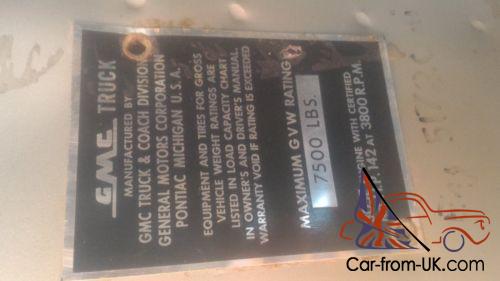 GMC TRUCK
MANUFACTURED BY
GMC TRUCK & COACH DIVISION
GENERAL MOTORS CORPORATION
PONTIAC MICHIGAN U.S.A.
EQUIPMENT AND TIRES FOR GROSS
VEHICLE WEIGHT RATINGS ARE
LISTED IN LOAD CAPACITY CHART
IN OWNER'S AND DRIVER'S MANUAL.
WARRANTY VOID IF RATING IS EXCEEDED
MAXIMUM GVW RATING
7500 LBS.
WITH CERTIFIED
142 AT 3800 R.P.M.
Car-from-UK.com